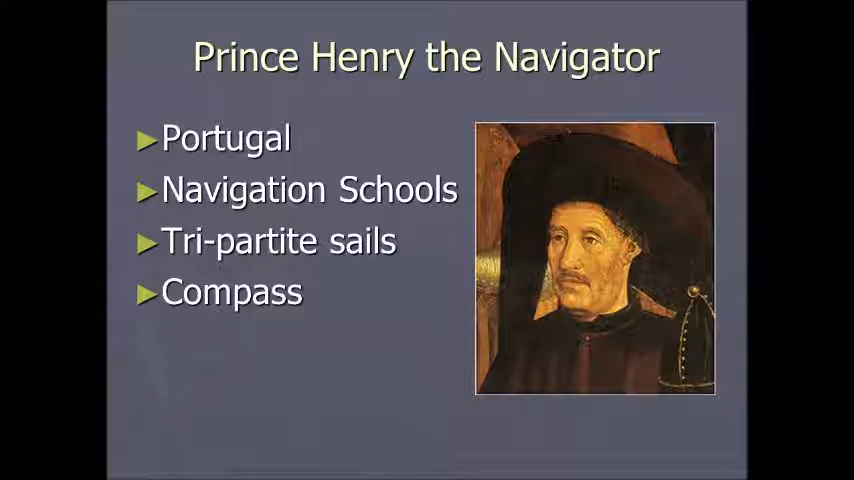 Prince Henry the Navigator
►Portugal
►Navigation Schools
►Tri-partite sails
►Compass